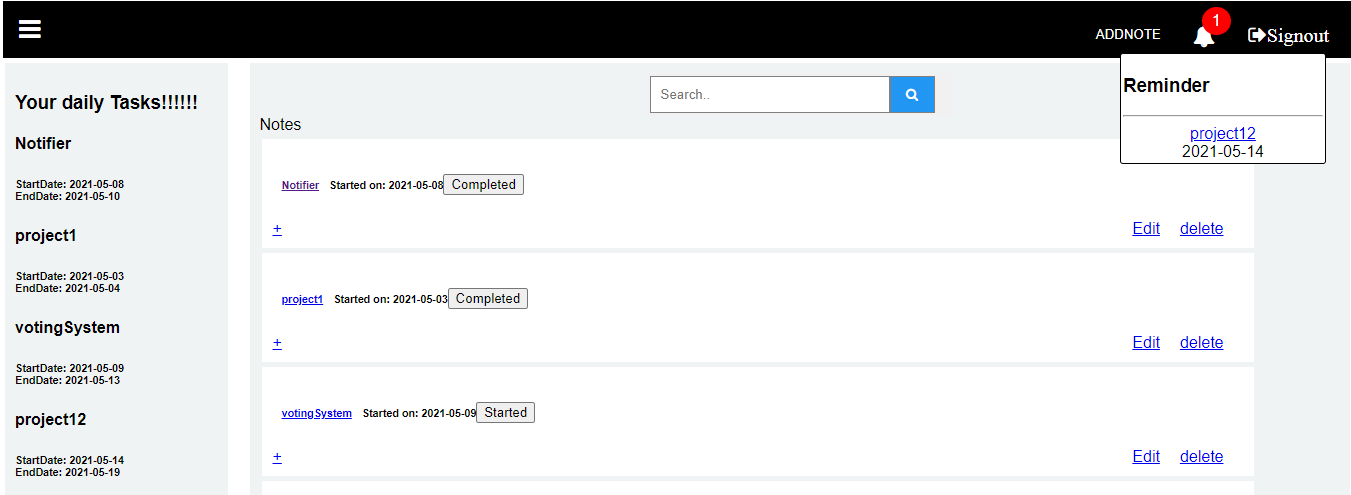 ADDNOTE
1
Signout
Reminder
project12
2021-05-14
Your daily Tasks!!!!!!
Notifier
StartDate: 2021-05-08
EndDate: 2021-05-10
project1
StartDate: 2021-05-03
EndDate: 2021-05-04
votingSystem
StartDate: 2021-05-09
EndDate: 2021-05-13
project12
StartDate: 2021-05-14
EndDate: 2021-05-19
Search..
Notes
Notifier Started on: 2021-05-08 Completed
+ Edit delete
project1 Started on: 2021-05-03 Completed
+ Edit delete
votingSystem Started on: 2021-05-09 Started
+ Edit delete